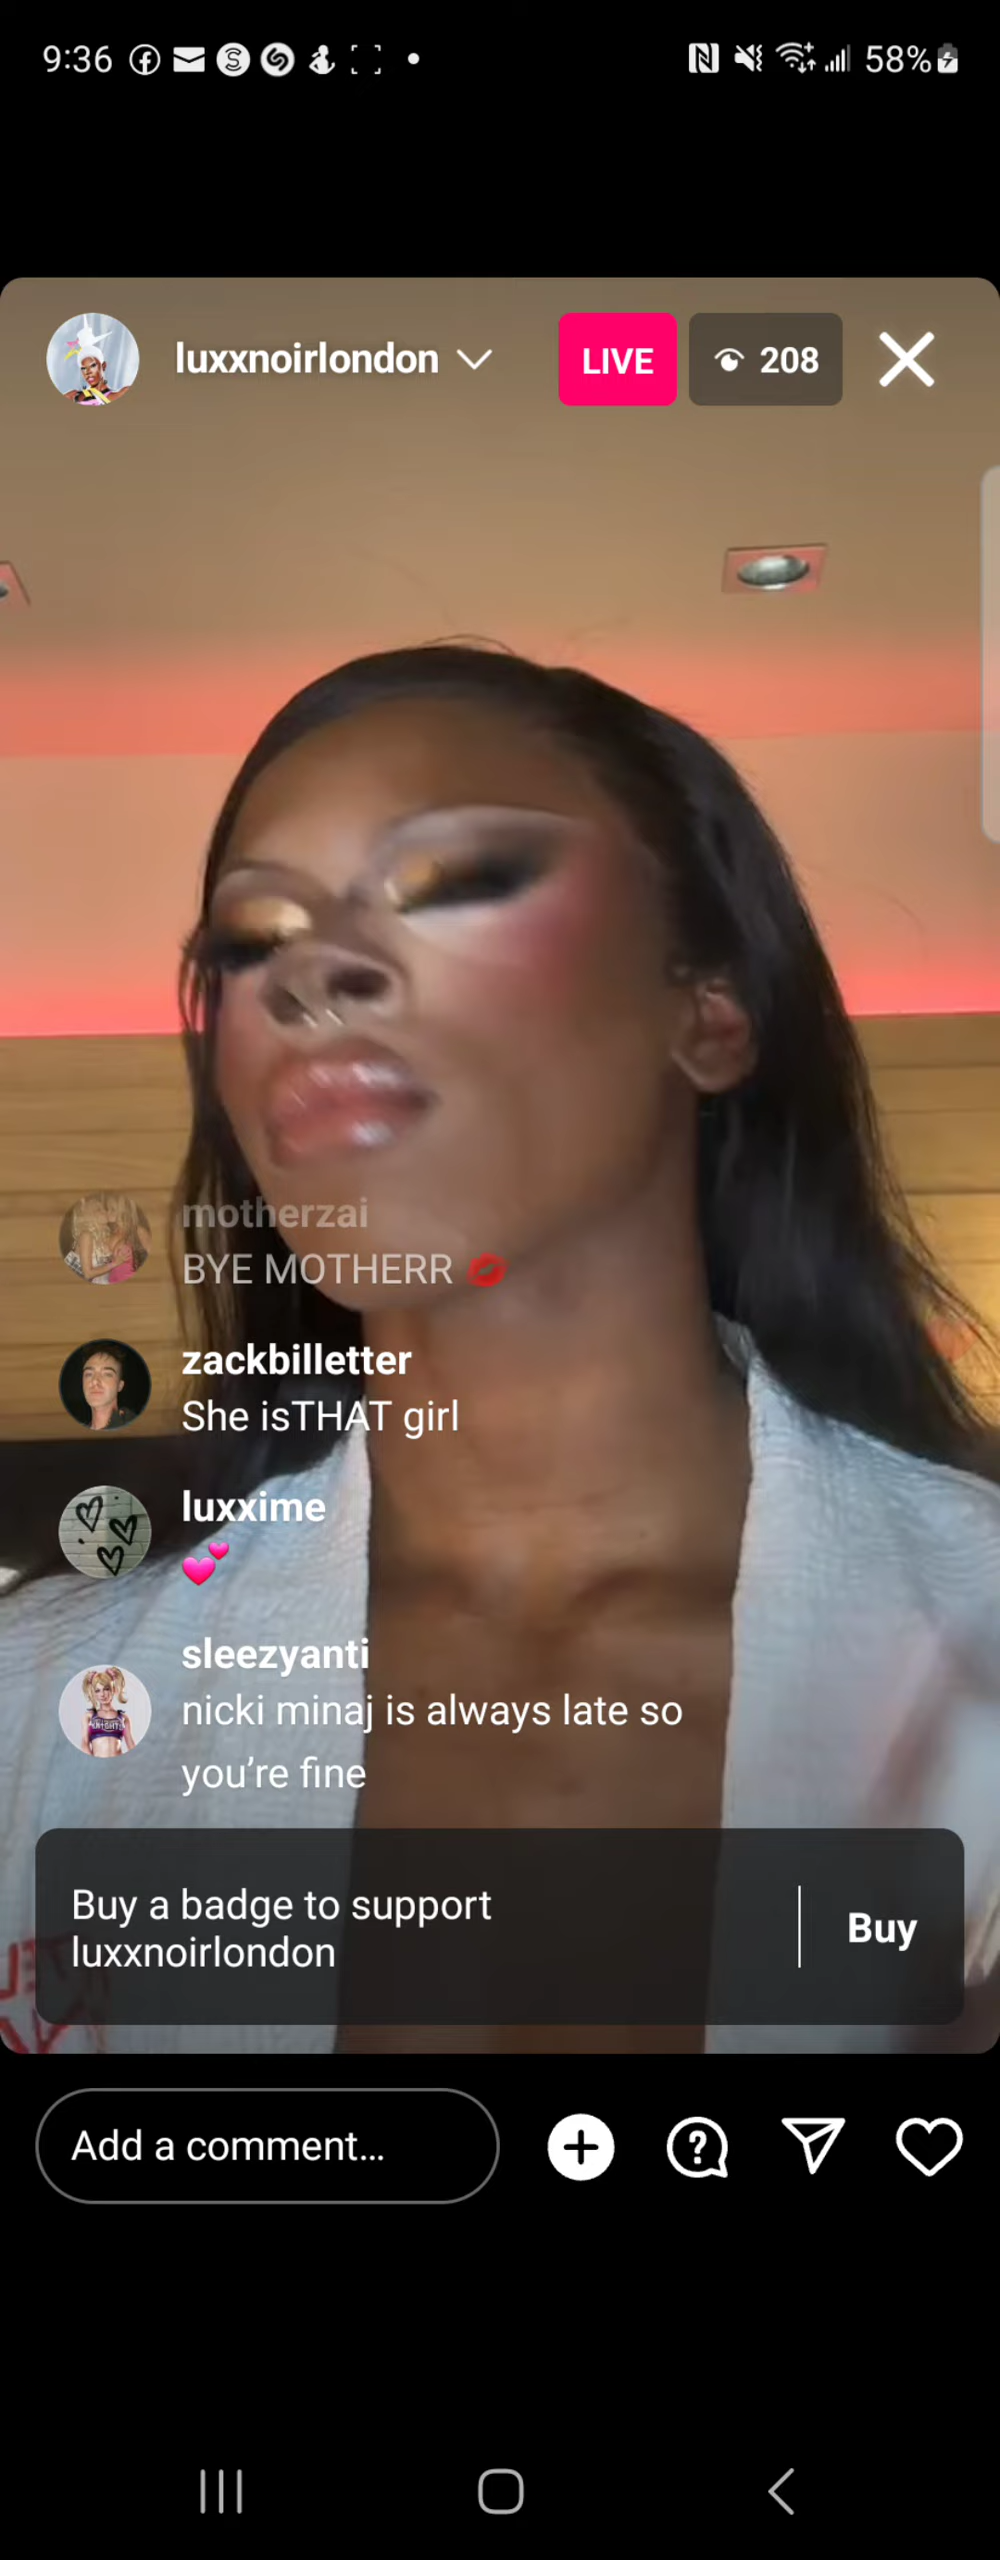 9:36
58%
luxxnoirlondon
LIVE
208
motherzai
BYE MOTHERR 💋
zackbilletter
She isTHAT girl
luxxime
💕
sleezyanti
nicki minaj is always late so
you’re fine
Buy a badge to support
luxxnoirlondon
Buy
Add a comment...